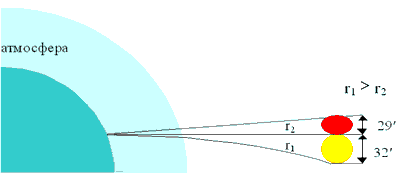 атмосфера
r₁ > r₂
r₂
29′
r₁
32′